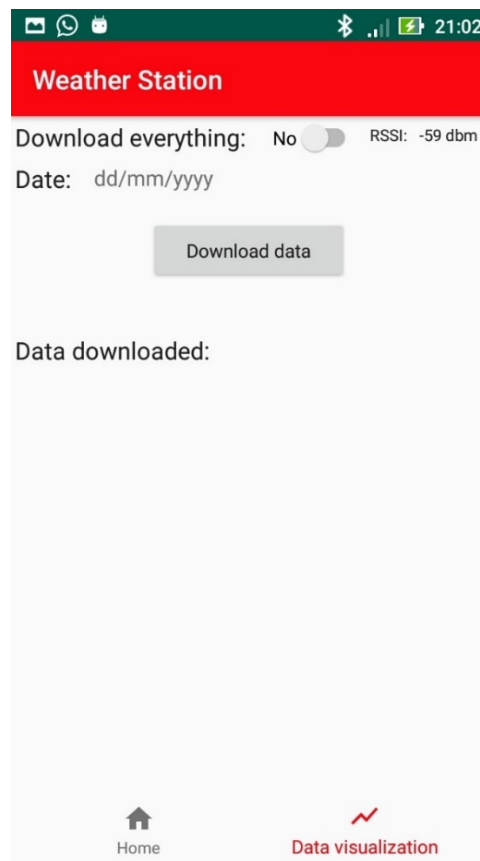 21:02
Weather Station
Download everything: No RSSI: -59 dbm
Date: dd/mm/yyyy
Download data
Data downloaded:
Home Data visualization